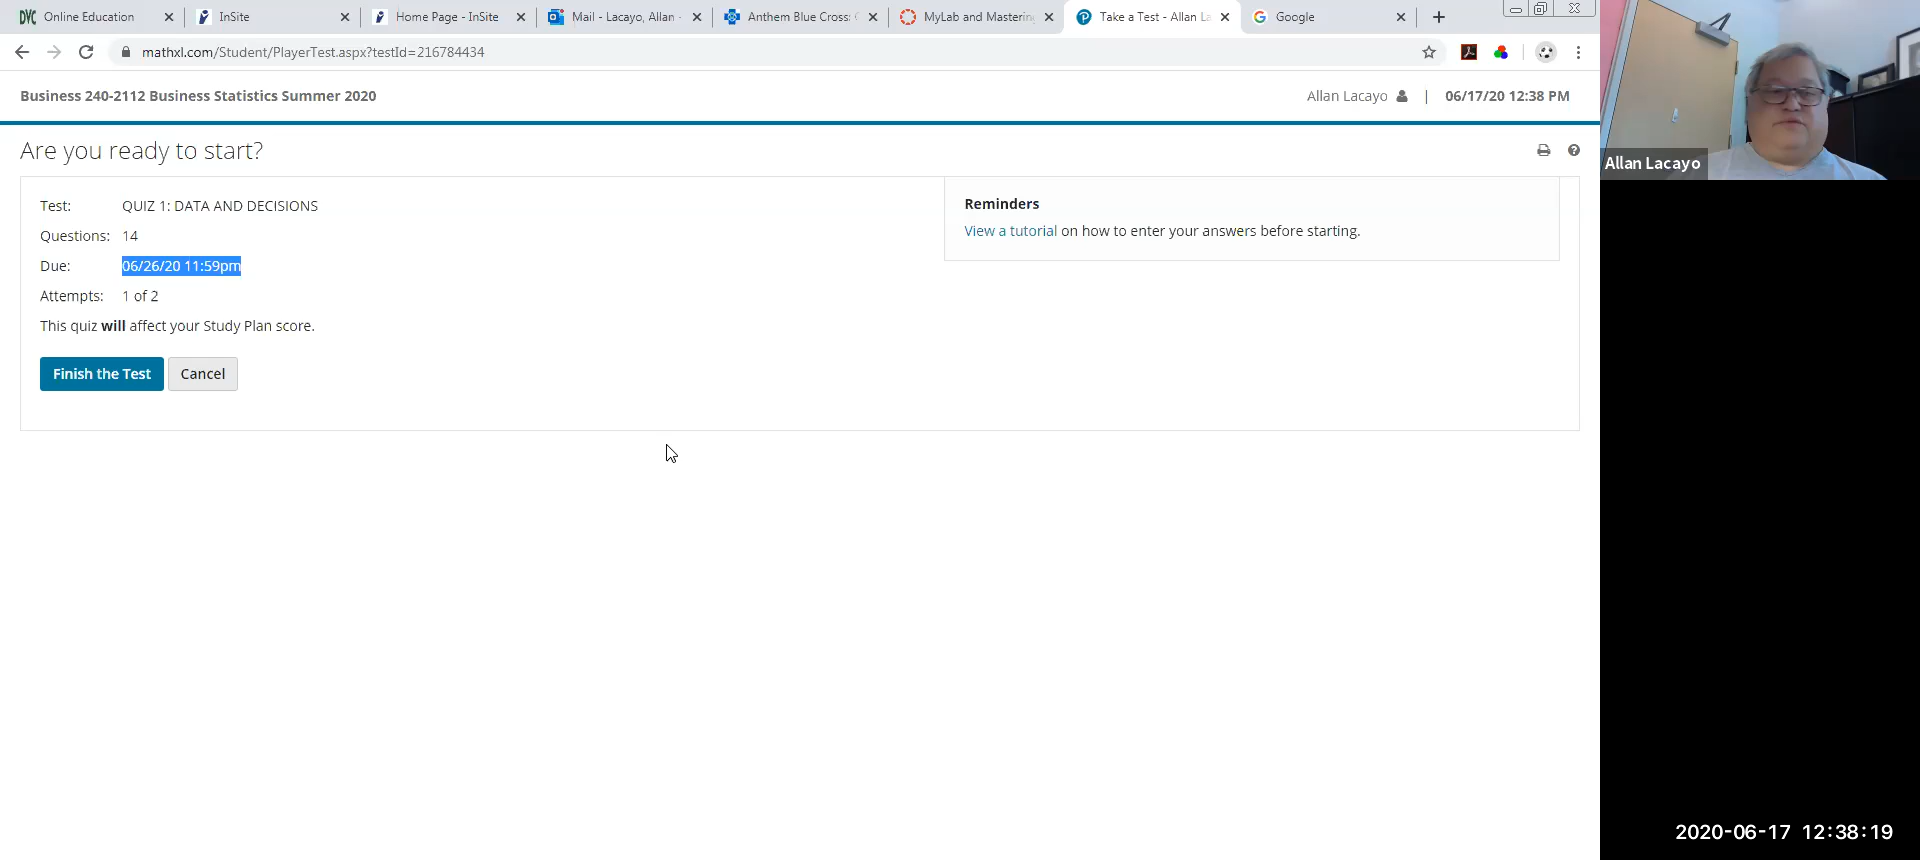 Online Education
InSite
Home Page - InSite
Mail - Lacayo, Allan
Anthem Blue Cross:
MyLab and Mastering
Take a Test - Allan La
Google
mathxl.com/Student/PlayerTest.aspx?testId=216784434
Business 240-2112 Business Statistics Summer 2020
Allan Lacayo | 06/17/20 12:38 PM
Are you ready to start?
Test: QUIZ 1: DATA AND DECISIONS
Questions: 14
Due: 06/26/20 11:59pm
Attempts: 1 of 2
This quiz will affect your Study Plan score.
Finish the Test
Cancel
Reminders
View a tutorial on how to enter your answers before starting.
Allan Lacayo
2020-06-17 12:38:19